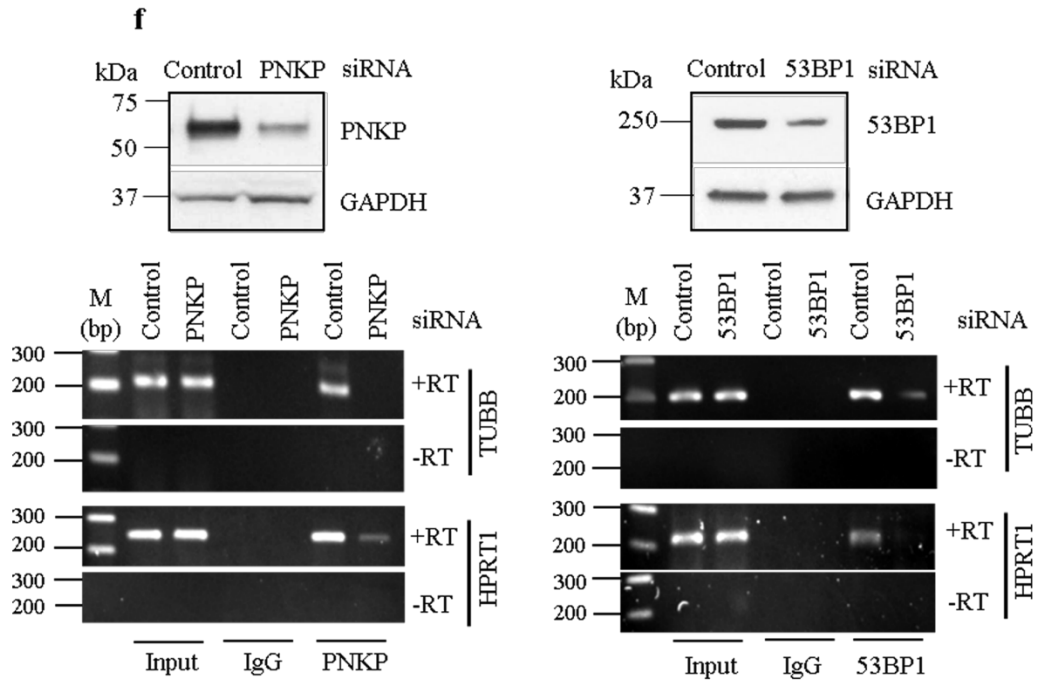 f
kDa Control PNKP siRNA
75
PNKP
50
37
GAPDH
kDa Control 53BP1 siRNA
250
53BP1
37
GAPDH
M
(bp)
Control
PNKP
Control
PNKP
Control
PNKP
siRNA
300
200
+RT
300
200
-RT
TUBB
300
200
+RT
300
200
-RT
HPRT1
Input IgG PNKP
M
(bp)
Control
53BP1
Control
53BP1
Control
53BP1
siRNA
300
200
+RT
300
200
-RT
TUBB
300
200
+RT
300
200
-RT
HPRT1
Input IgG 53BP1